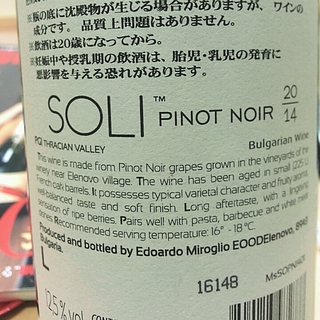 ※瓶の底に沈殿物が生じる場合がありますが、ワインの
成分です。 品質上問題はありません。
※飲酒は20歳になってから。
※妊娠中や授乳期の飲酒は、胎児・乳児の発育に
悪影響を与える恐れがあります。
SOLI™ PINOT NOIR 20
14
PGI THRACIAN VALLEY
Bulgarian Wine
This wine is made from Pinot Noir grapes grown in the vineyards of the
winery near Elenovo village. The wine has been aged in small (225 L)
French oak barrels. It possesses typical varietal character and fruity aroma,
well-balanced taste and soft finish. Long aftertaste, with a lingering
sensation of ripe berries. Pairs well with pasta, barbecue and white meat
dishes Recommended serving temperature: 16° - 18°C
Produced and bottled by Edoardo Miroglio EOODElenovo, 8943
Bulgaria.
L 16148
12,5% vol.